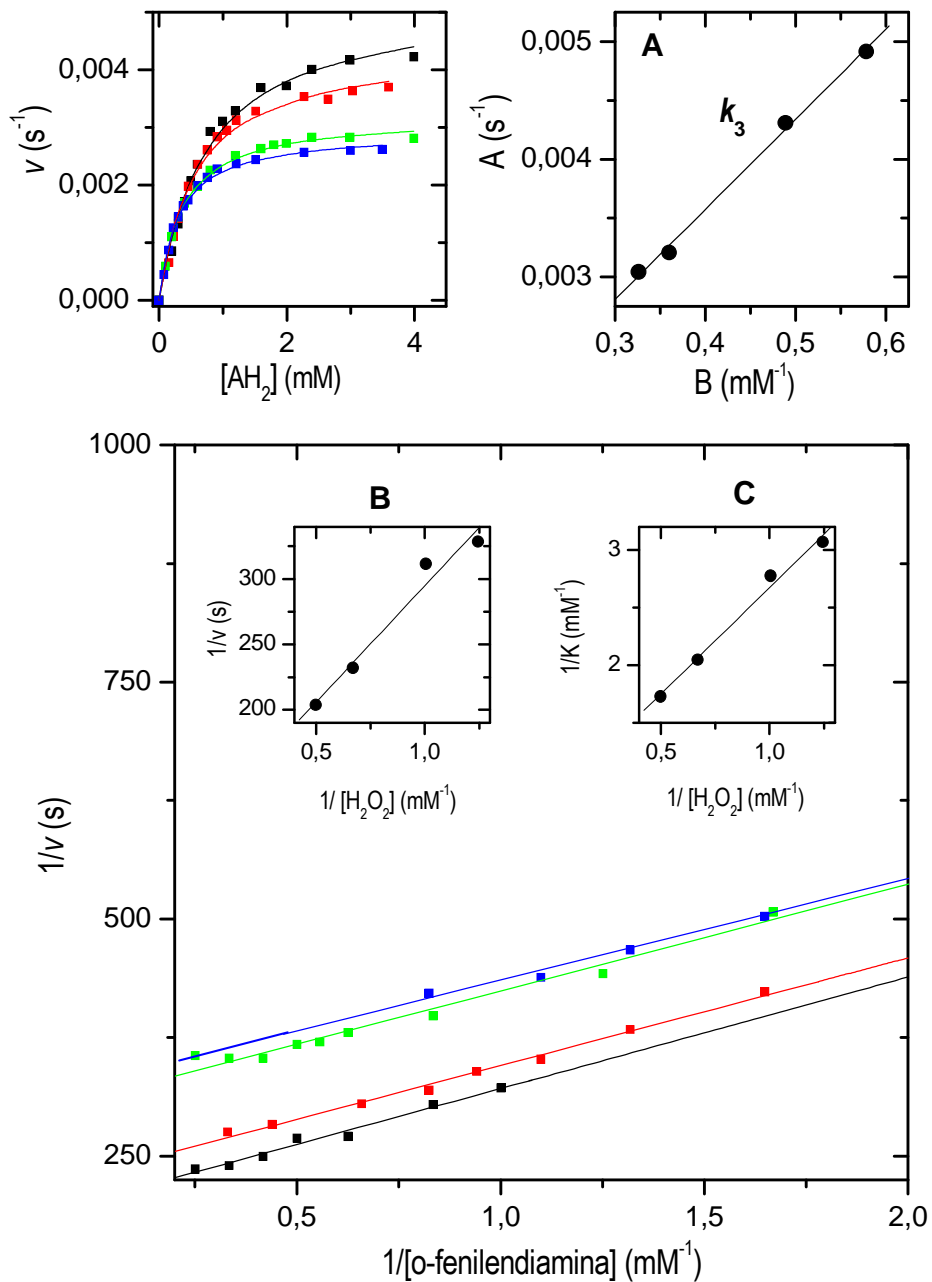 0,004
0,002
0,000
v (s⁻¹)
0
2
4
[AH₂] (mM)
A
k₃
0,005
0,004
0,003
A (s⁻¹)
0,3
0,4
0,5
0,6
B (mM⁻¹)
1000
750
500
250
1/v (s)
B
300
250
200
1/v (s)
0,5
1,0
1/ [H₂O₂] (mM⁻¹)
C
3
2
1/K (mM⁻¹)
0,5
1,0
1/ [H₂O₂] (mM⁻¹)
0,5
1,0
1,5
2,0
1/[o-fenilendiamina] (mM⁻¹)